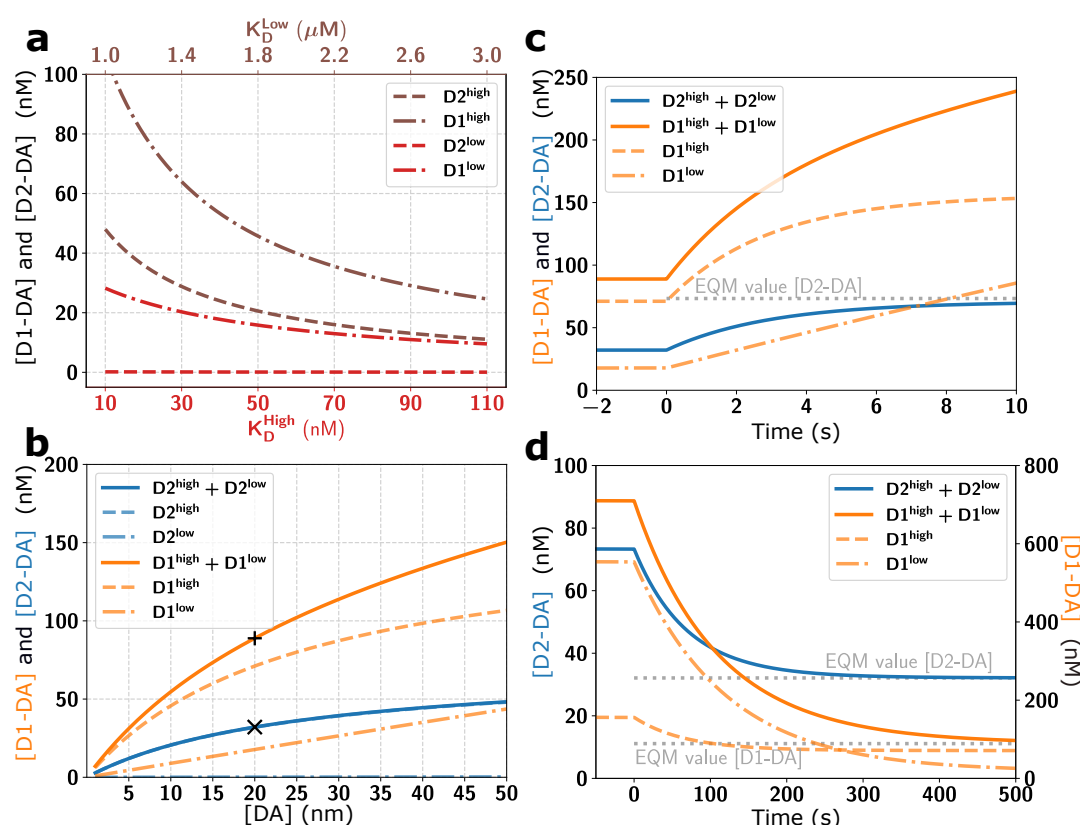 a
K_D^Low (μM)
1.0 1.4 1.8 2.2 2.6 3.0
[D1-DA] and [D2-DA] (nM)
100
80
60
40
20
0
D2^high
D1^high
D2^low
D1^low
10 30 50 70 90 110
K_D^High (nM)
b
[D1-DA] and [D2-DA] (nM)
200
150
100
50
0
D2^high + D2^low
D2^high
D2^low
D1^high + D1^low
D1^high
D1^low
5 10 15 20 25 30 35 40 45 50
[DA] (nm)
c
[D1-DA] and [D2-DA] (nM)
250
200
150
100
50
0
D2^high + D2^low
D1^high + D1^low
D1^high
D1^low
EQM value [D2-DA]
−2 0 2 4 6 8 10
Time (s)
d
[D2-DA] (nM)
100
80
60
40
20
0
D2^high + D2^low
D1^high + D1^low
D1^high
D1^low
EQM value [D2-DA]
EQM value [D1-DA]
800
600
400
200
0
[D1-DA] (nM)
0 100 200 300 400 500
Time (s)